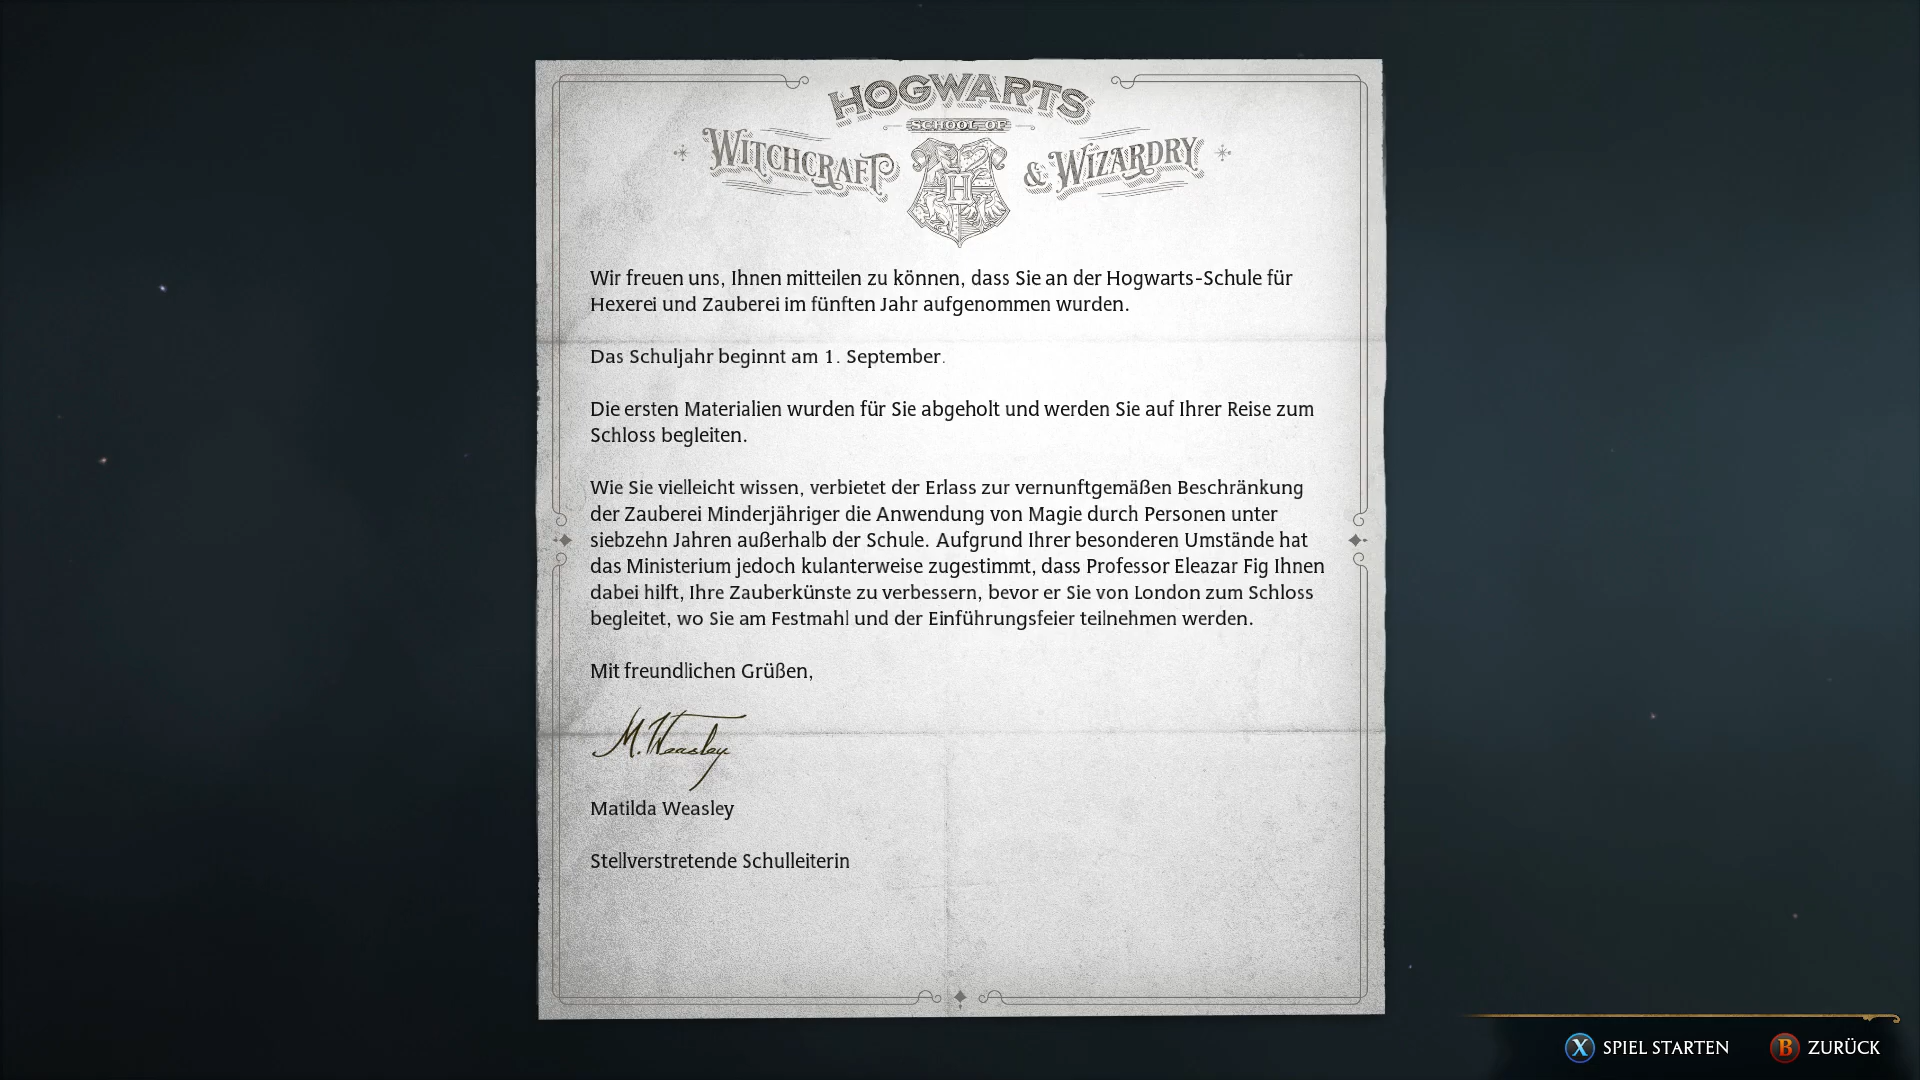 HOGWARTS
SCHOOL OF
WITCHCRAFT & WIZARDRY
H
Wir freuen uns, Ihnen mitteilen zu können, dass Sie an der Hogwarts-Schule für
Hexerei und Zauberei im fünften Jahr aufgenommen wurden.
Das Schuljahr beginnt am 1. September.
Die ersten Materialien wurden für Sie abgeholt und werden Sie auf Ihrer Reise zum
Schloss begleiten.
Wie Sie vielleicht wissen, verbietet der Erlass zur vernunftgemäßen Beschränkung
der Zauberei Minderjähriger die Anwendung von Magie durch Personen unter
siebzehn Jahren außerhalb der Schule. Aufgrund Ihrer besonderen Umstände hat
das Ministerium jedoch kulanterweise zugestimmt, dass Professor Eleazar Fig Ihnen
dabei hilft, Ihre Zauberkünste zu verbessern, bevor er Sie von London zum Schloss
begleitet, wo Sie am Festmahl und der Einführungsfeier teilnehmen werden.
Mit freundlichen Grüßen,
M. Weasley
Matilda Weasley
Stellverstretende Schulleiterin
X SPIEL STARTEN B ZURÜCK